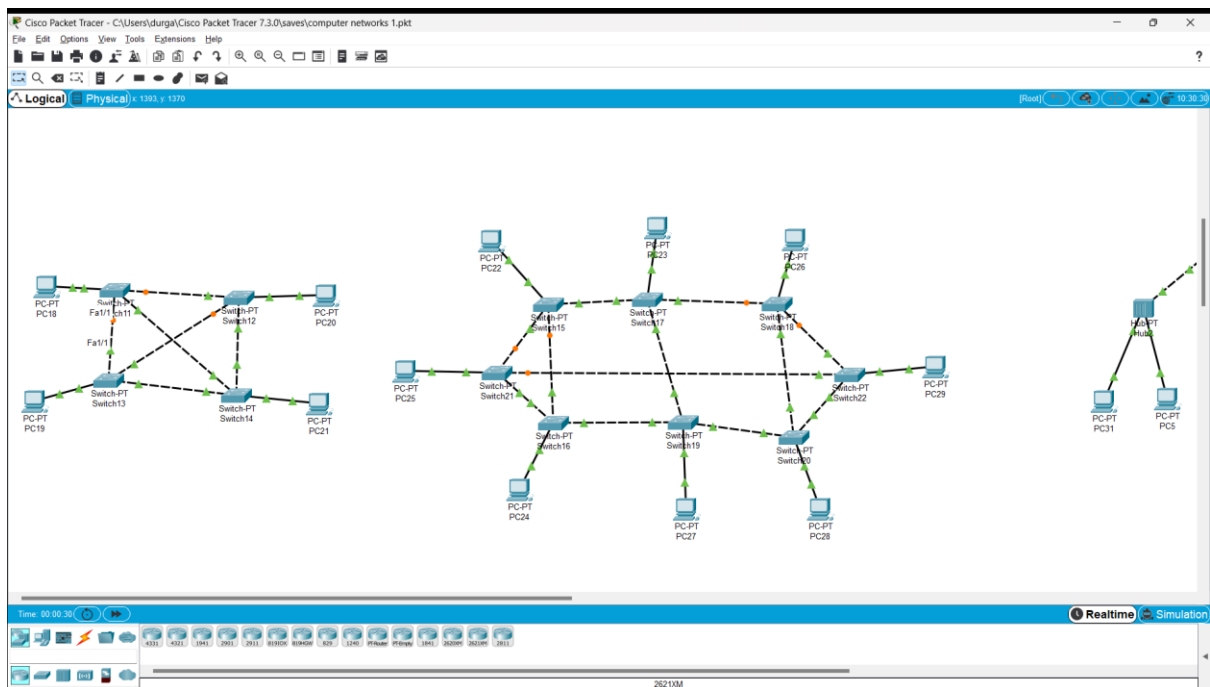 Cisco Packet Tracer - C:\Users\durga\Cisco Packet Tracer 7.3.0\saves\computer networks 1.pkt
File Edit Options View Tools Extensions Help
?
Logical Physical x: 1393, y: 1370 [Root] 10:30:30
PC-PT
PC22
PC-PT
PC23
PC-PT
PC26
PC-PT
PC18
Switch-PT
Fa1/1
Switch-PT
Switch12
PC-PT
PC20
Switch-PT
Switch15
Switch-PT
Switch17
Switch-PT
Switch18
Hub-PT
Fa1/1
Switch-PT
Switch13
Switch-PT
Switch14
PC-PT
PC19
PC-PT
PC21
PC-PT
PC25
Switch-PT
Switch21
Switch-PT
Switch22
PC-PT
PC29
Switch-PT
Switch16
Switch-PT
Switch19
Switch-PT
Switch20
PC-PT
PC31
PC-PT
PC5
PC-PT
PC24
PC-PT
PC27
PC-PT
PC28
Time: 00:00:30 Realtime Simulation
4331 4321 1941 2901 2911 819IOX 819HGW 829 1240 PT-Router PT-Empty 1841 2620XM 2621XM 2811
2621XM